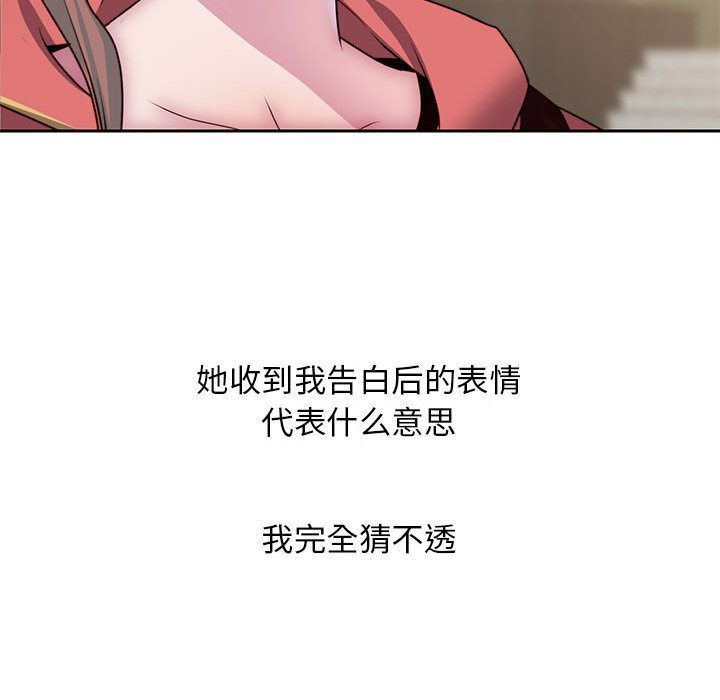 她收到我告白后的表情
代表什么意思
我完全猜不透